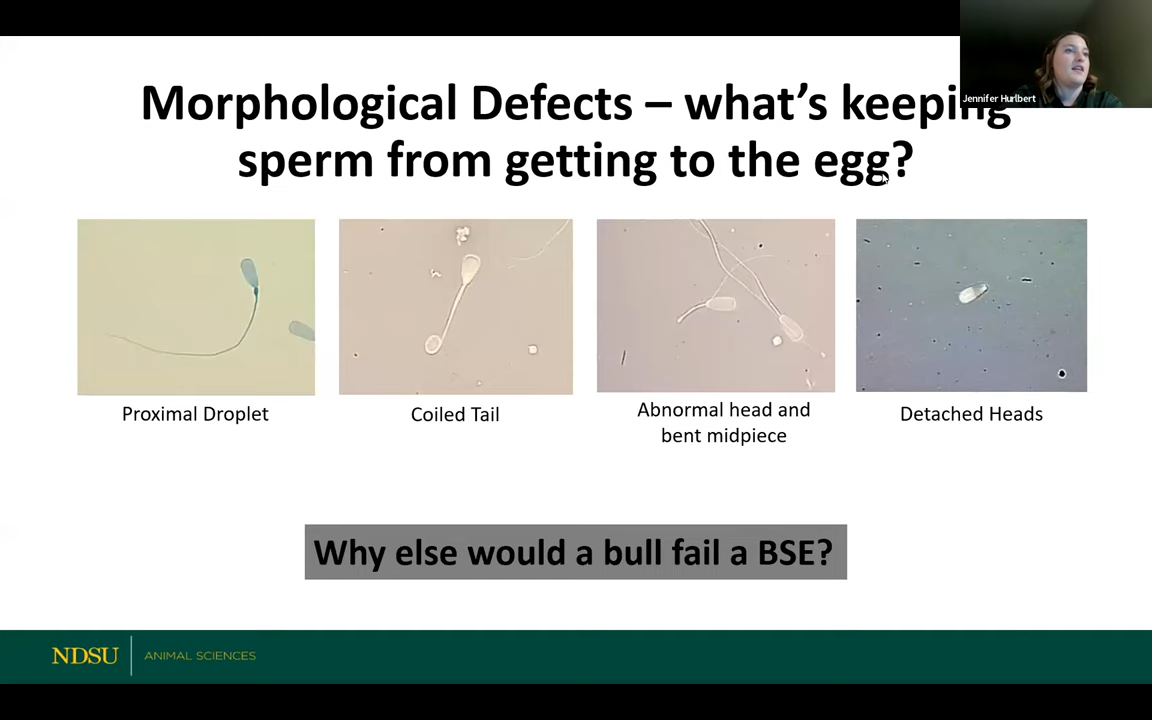 Morphological Defects – what's keeping
sperm from getting to the egg?
Jennifer Hurlbert
Proximal Droplet
Coiled Tail
Abnormal head and
bent midpiece
Detached Heads
Why else would a bull fail a BSE?
NDSU
ANIMAL SCIENCES